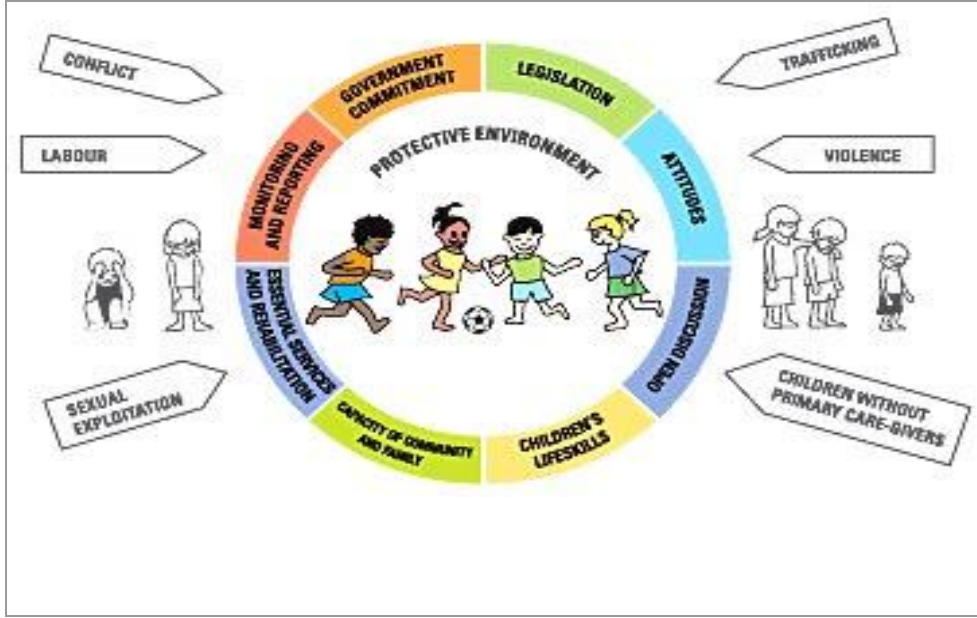 CONFLICT
LABOUR
SEXUAL
EXPLOITATION
GOVERNMENT
COMMITMENT
LEGISLATION
ATTITUDES
OPEN DISCUSSION
CHILDREN'S
LIFESKILLS
CAPACITY OF COMMUNITY
AND FAMILY
ESSENTIAL SERVICES
AND REHABILITATION
MONITORING
AND REPORTING
PROTECTIVE ENVIRONMENT
TRAFFICKING
VIOLENCE
CHILDREN WITHOUT
PRIMARY CARE-GIVERS